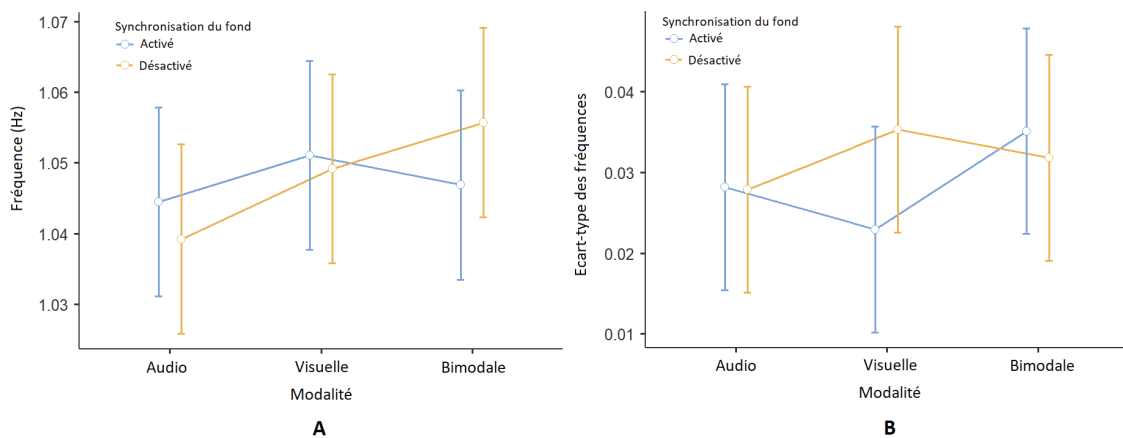 Synchronisation du fond
Activé
Désactivé
Fréquence (Hz)
1.07
1.06
1.05
1.04
1.03
Audio
Visuelle
Bimodale
Modalité
A
Synchronisation du fond
Activé
Désactivé
Ecart-type des fréquences
0.04
0.03
0.02
0.01
Audio
Visuelle
Bimodale
Modalité
B